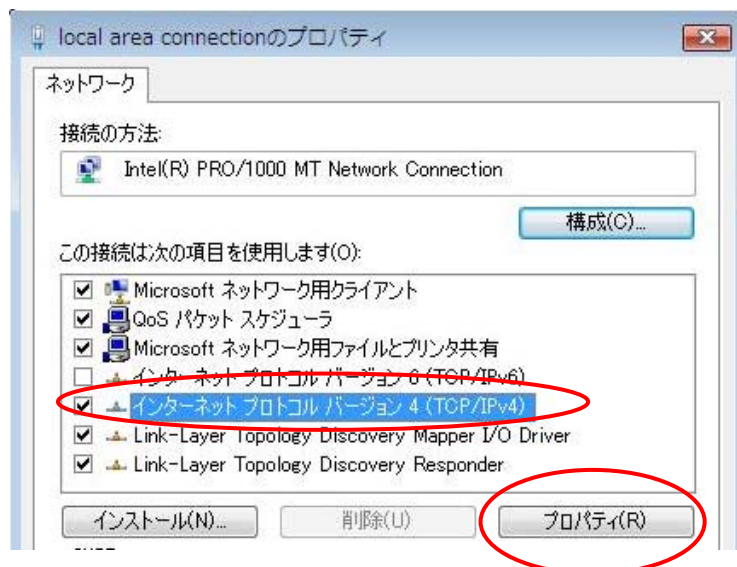 local area connectionのプロパティ
ネットワーク
接続の方法:
Intel(R) PRO/1000 MT Network Connection
構成(C)...
この接続は次の項目を使用します(O):
Microsoft ネットワーク用クライアント
QoS パケット スケジューラ
Microsoft ネットワーク用ファイルとプリンタ共有
インターネット プロトコル バージョン 6 (TCP/IPv6)
インターネット プロトコル バージョン 4 (TCP/IPv4)
Link-Layer Topology Discovery Mapper I/O Driver
Link-Layer Topology Discovery Responder
インストール(N)... 削除(U) プロパティ(R)